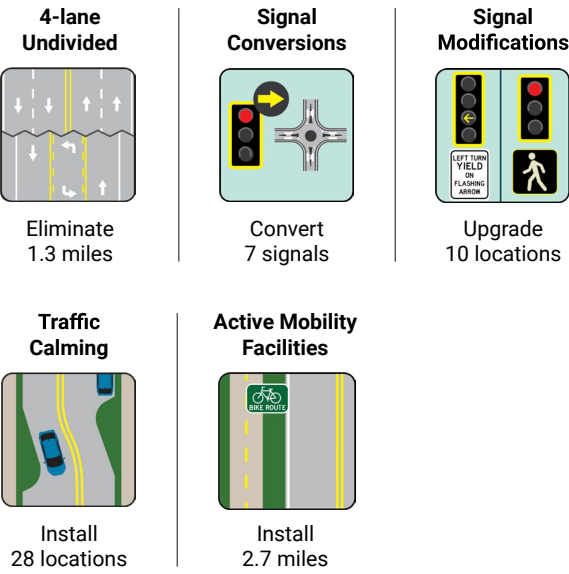 4-lane
Undivided
Signal
Conversions
Signal
Modifications
LEFT TURN
YIELD
ON
FLASHING
ARROW
Eliminate
1.3 miles
Convert
7 signals
Upgrade
10 locations
Traffic
Calming
Active Mobility
Facilities
BIKE ROUTE
Install
28 locations
Install
2.7 miles